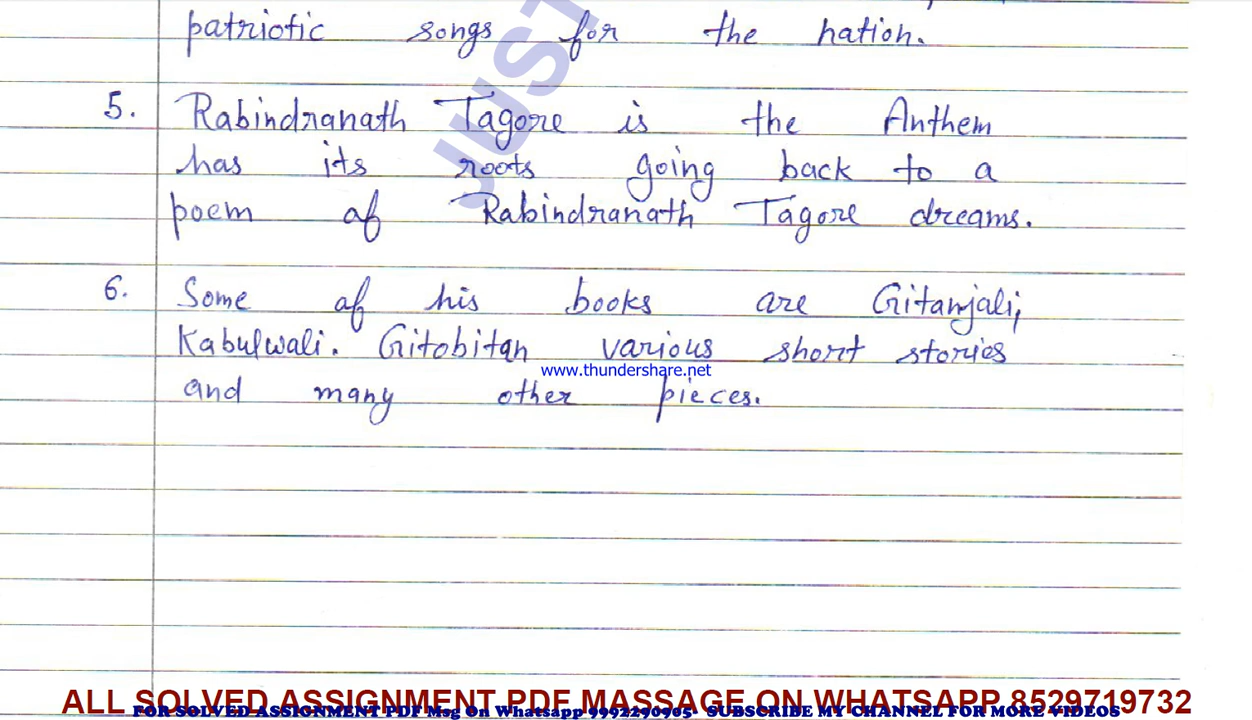 patriotic songs for the nation.
5. Rabindranath Tagore is the Anthem
has its roots going back to a
poem of Rabindranath Tagore dreams.
6. Some of his books are Gitanjali,
Kabulwali. Gitobitan various short stories
www.thundershare.net
and many other pieces.
ALL SOLVED ASSIGNMENT PDF MASSAGE ON WHATSAPP 8529719732
FOR SOLVED ASSIGNMENT PDF Msg On Whatsapp 9992290905- SUBSCRIBE MY CHANNEL FOR MORE VIDEOS